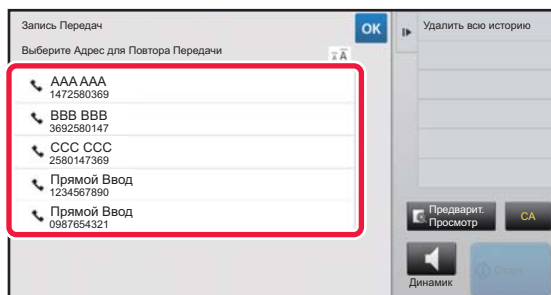 Запись Передач
OK
Удалить всю историю
Выберите Адрес для Повтора Передачи
AAA AAA
1472580369
BBB BBB
3692580147
CCC CCC
2580147369
Прямой Ввод
1234567890
Прямой Ввод
0987654321
Предварит.
Просмотр
CA
Динамик
Старт